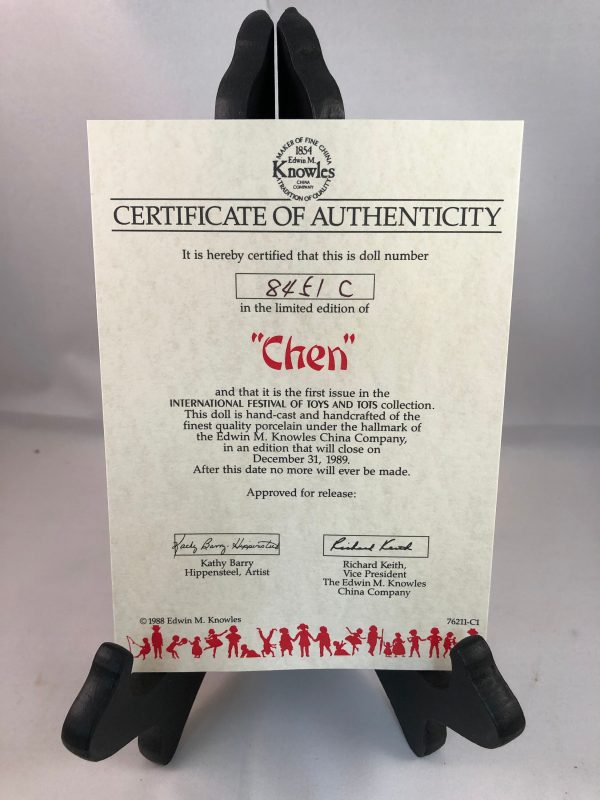 MAKER OF FINE CHINA
1854
Edwin M.
Knowles
CHINA
COMPANY
TRADITION OF QUALITY
CERTIFICATE OF AUTHENTICITY
It is hereby certified that this is doll number
8451 C
in the limited edition of
"Chen"
and that it is the first issue in the
INTERNATIONAL FESTIVAL OF TOYS AND TOTS collection.
This doll is hand-cast and handcrafted of the
finest quality porcelain under the hallmark of
the Edwin M. Knowles China Company,
in an edition that will close on
December 31, 1989.
After this date no more will ever be made.
Approved for release:
Kathy Barry-Hippensteel
Richard Keith
Kathy Barry
Hippensteel, Artist
Richard Keith,
Vice President
The Edwin M. Knowles
China Company
© 1988 Edwin M. Knowles
76211-C1